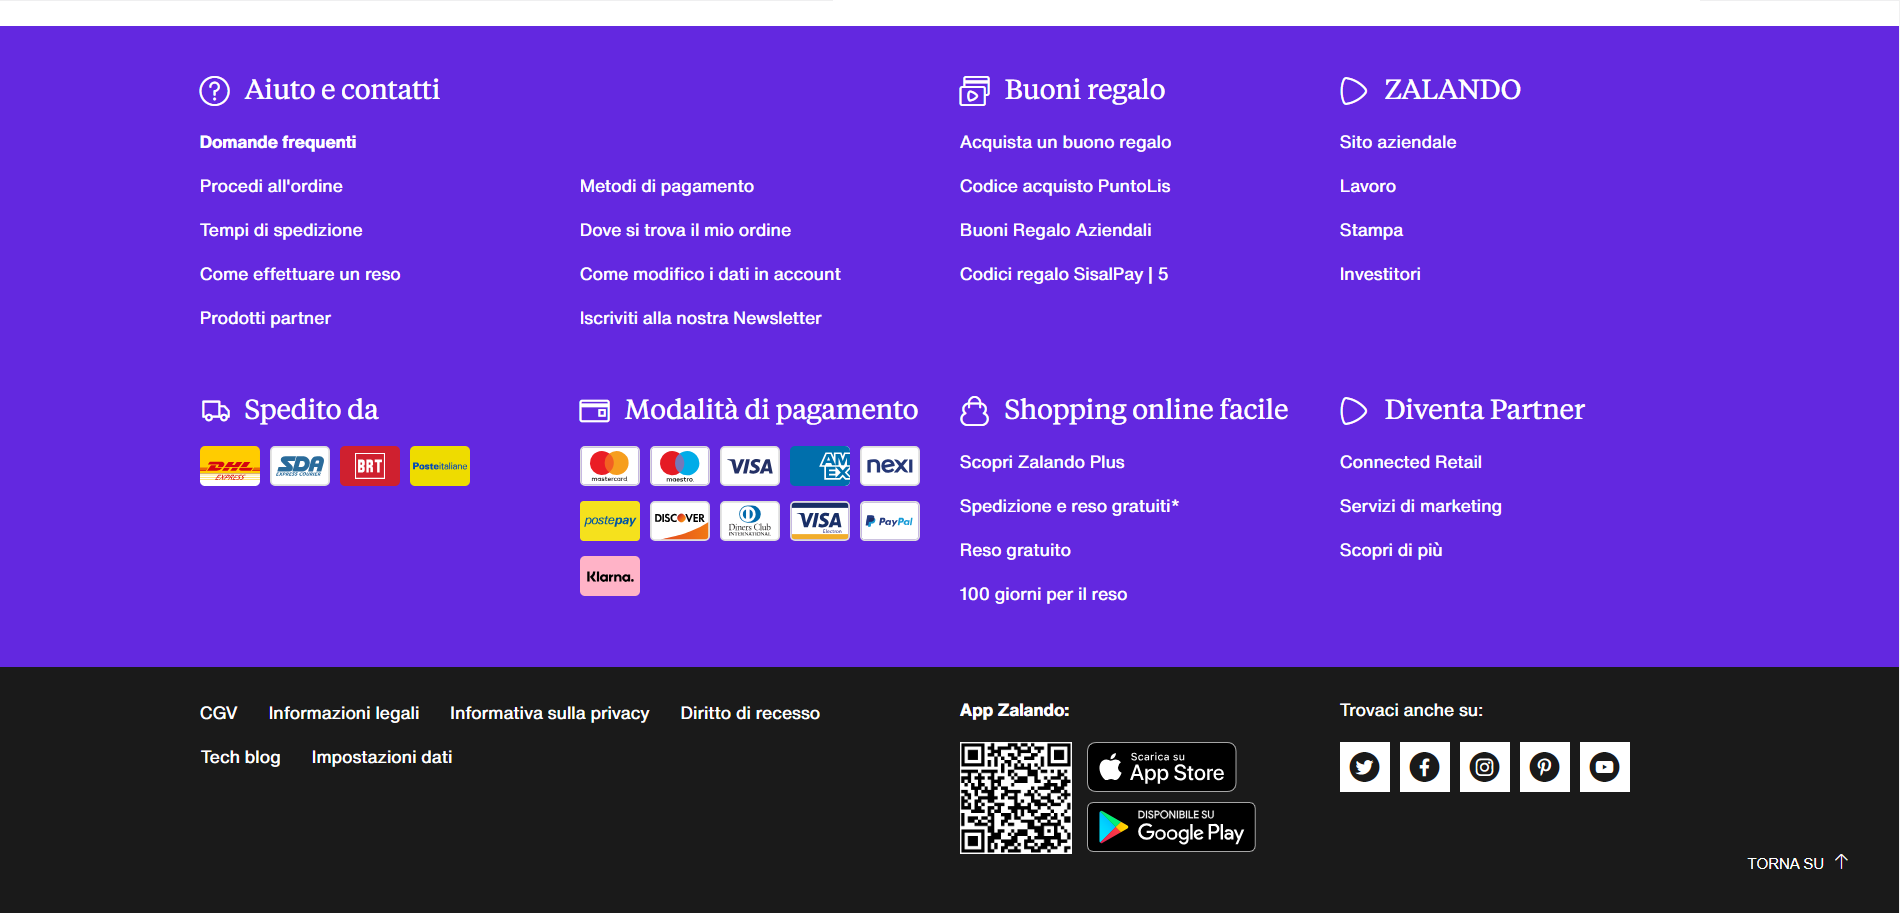 Aiuto e contatti
Domande frequenti
Procedi all'ordine
Tempi di spedizione
Come effettuare un reso
Prodotti partner
Metodi di pagamento
Dove si trova il mio ordine
Come modifico i dati in account
Iscriviti alla nostra Newsletter
Buoni regalo
Acquista un buono regalo
Codice acquisto PuntoLis
Buoni Regalo Aziendali
Codici regalo SisalPay | 5
ZALANDO
Sito aziendale
Lavoro
Stampa
Investitori
Spedito da
DHL
EXPRESS
SDA
EXPRESS COURIER
BRT
Posteitaliane
Modalità di pagamento
mastercard
maestro
VISA
AM
EX
nexi
postepay
DISCOVER
Diners Club
INTERNATIONAL
VISA
Electron
PayPal
Klarna.
Shopping online facile
Scopri Zalando Plus
Spedizione e reso gratuiti*
Reso gratuito
100 giorni per il reso
Diventa Partner
Connected Retail
Servizi di marketing
Scopri di più
CGV Informazioni legali Informativa sulla privacy Diritto di recesso
Tech blog Impostazioni dati
App Zalando:
Scarica su
App Store
DISPONIBILE SU
Google Play
Trovaci anche su:
TORNA SU